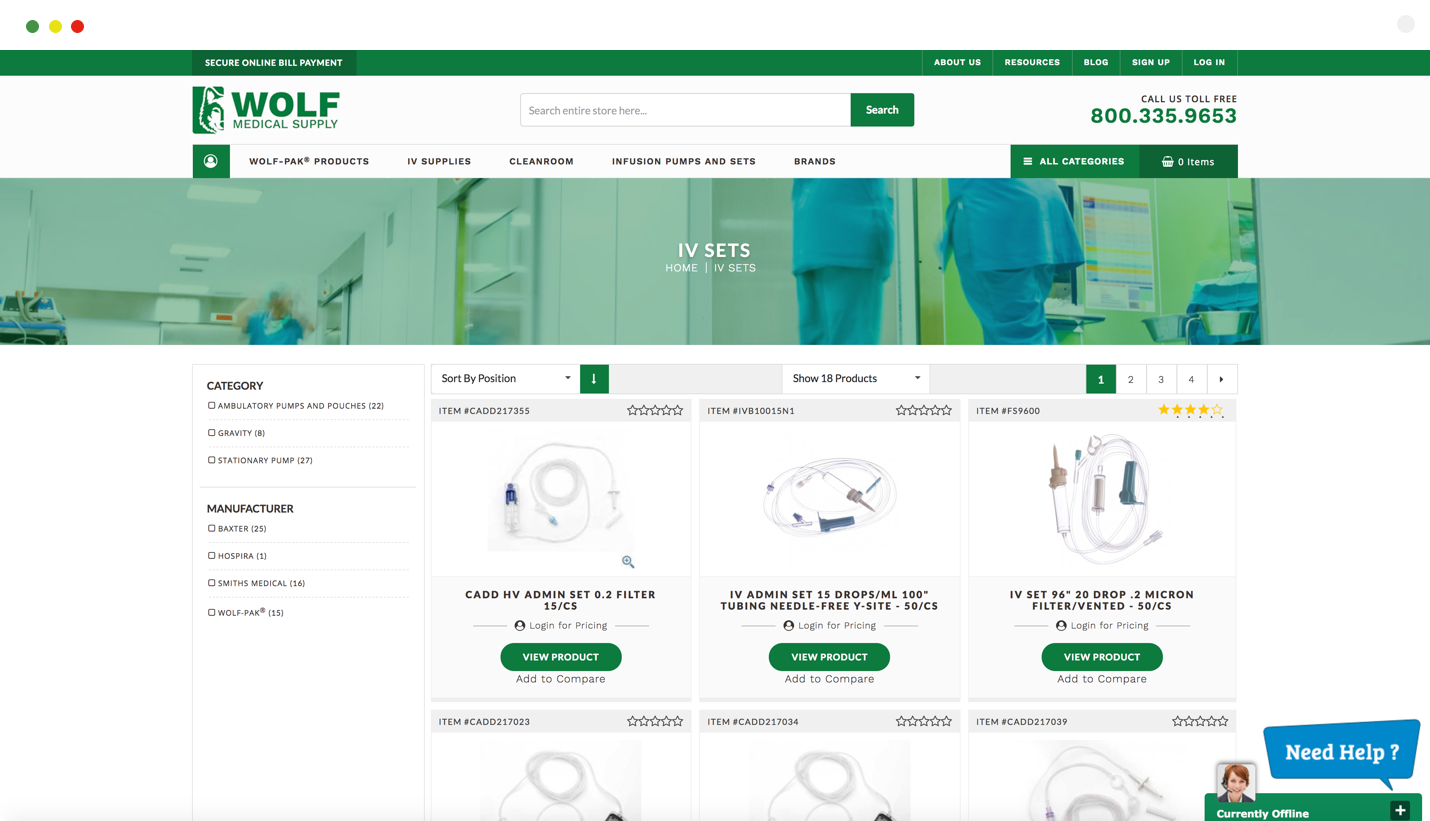 SECURE ONLINE BILL PAYMENT
ABOUT US
RESOURCES
BLOG
SIGN UP
LOG IN
WOLF
MEDICAL SUPPLY
Search entire store here...
Search
CALL US TOLL FREE
800.335.9653
WOLF-PAK® PRODUCTS
IV SUPPLIES
CLEANROOM
INFUSION PUMPS AND SETS
BRANDS
ALL CATEGORIES
0 Items
IV SETS
HOME | IV SETS
CATEGORY
AMBULATORY PUMPS AND POUCHES (22)
GRAVITY (8)
STATIONARY PUMP (27)
MANUFACTURER
BAXTER (25)
HOSPIRA (1)
SMITHS MEDICAL (16)
WOLF-PAK® (15)
Sort By Position
Show 18 Products
1
2
3
4
ITEM #CADD217355
CADD HV ADMIN SET 0.2 FILTER
15/CS
Login for Pricing
VIEW PRODUCT
Add to Compare
ITEM #IVB10015N1
IV ADMIN SET 15 DROPS/ML 100"
TUBING NEEDLE-FREE Y-SITE - 50/CS
Login for Pricing
VIEW PRODUCT
Add to Compare
ITEM #FS9600
IV SET 96" 20 DROP .2 MICRON
FILTER/VENTED - 50/CS
Login for Pricing
VIEW PRODUCT
Add to Compare
ITEM #CADD217023
ITEM #CADD217034
ITEM #CADD217039
Need Help ?
Currently Offline